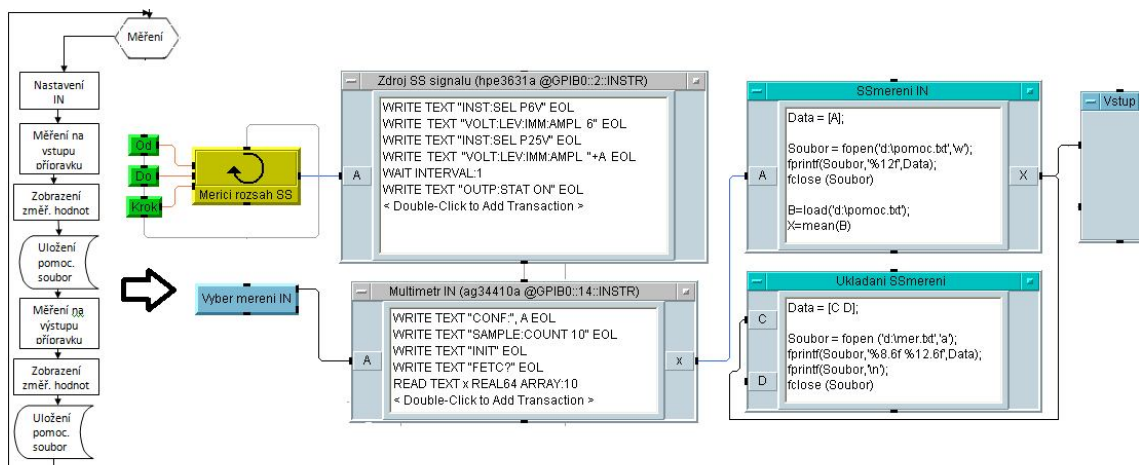 Měření
Nastavení
IN
Měření na
vstupu
přípravku
Zobrazení
změř. hodnot
Uložení
pomoc.
soubor
Měření na
výstupu
přípravku
Zobrazení
změř. hodnot
Uložení
pomoc.
soubor
Od
Do
Krok
Merici rozsah SS
Zdroj SS signalu (hpe3631a @GPIB0::2::INSTR)
A
WRITE TEXT "INST:SEL P6V" EOL
WRITE TEXT "VOLT:LEV:IMM:AMPL 6" EOL
WRITE TEXT "INST:SEL P25V" EOL
WRITE TEXT "VOLT:LEV:IMM:AMPL "+A EOL
WAIT INTERVAL:1
WRITE TEXT "OUTP:STAT ON" EOL
< Double-Click to Add Transaction >
Vyber mereni IN
Multimetr IN (ag34410a @GPIB0::14::INSTR)
A
WRITE TEXT "CONF:", A EOL
WRITE TEXT "SAMPLE:COUNT 10" EOL
WRITE TEXT "INIT" EOL
WRITE TEXT "FETC?" EOL
READ TEXT x REAL64 ARRAY:10
< Double-Click to Add Transaction >
x
SSmereni IN
A
Data = [A];
Soubor = fopen('d:\pomoc.txt','w');
fprintf(Soubor,'%12f',Data);
fclose (Soubor)
B=load('d:\pomoc.txt');
X=mean(B)
X
Ukladani SSmereni
C
D
Data = [C D];
Soubor = fopen ('d:\mer.txt','a');
fprintf(Soubor,'%8.6f %12.6f',Data);
fprintf(Soubor,'\n');
fclose (Soubor)
Vstup